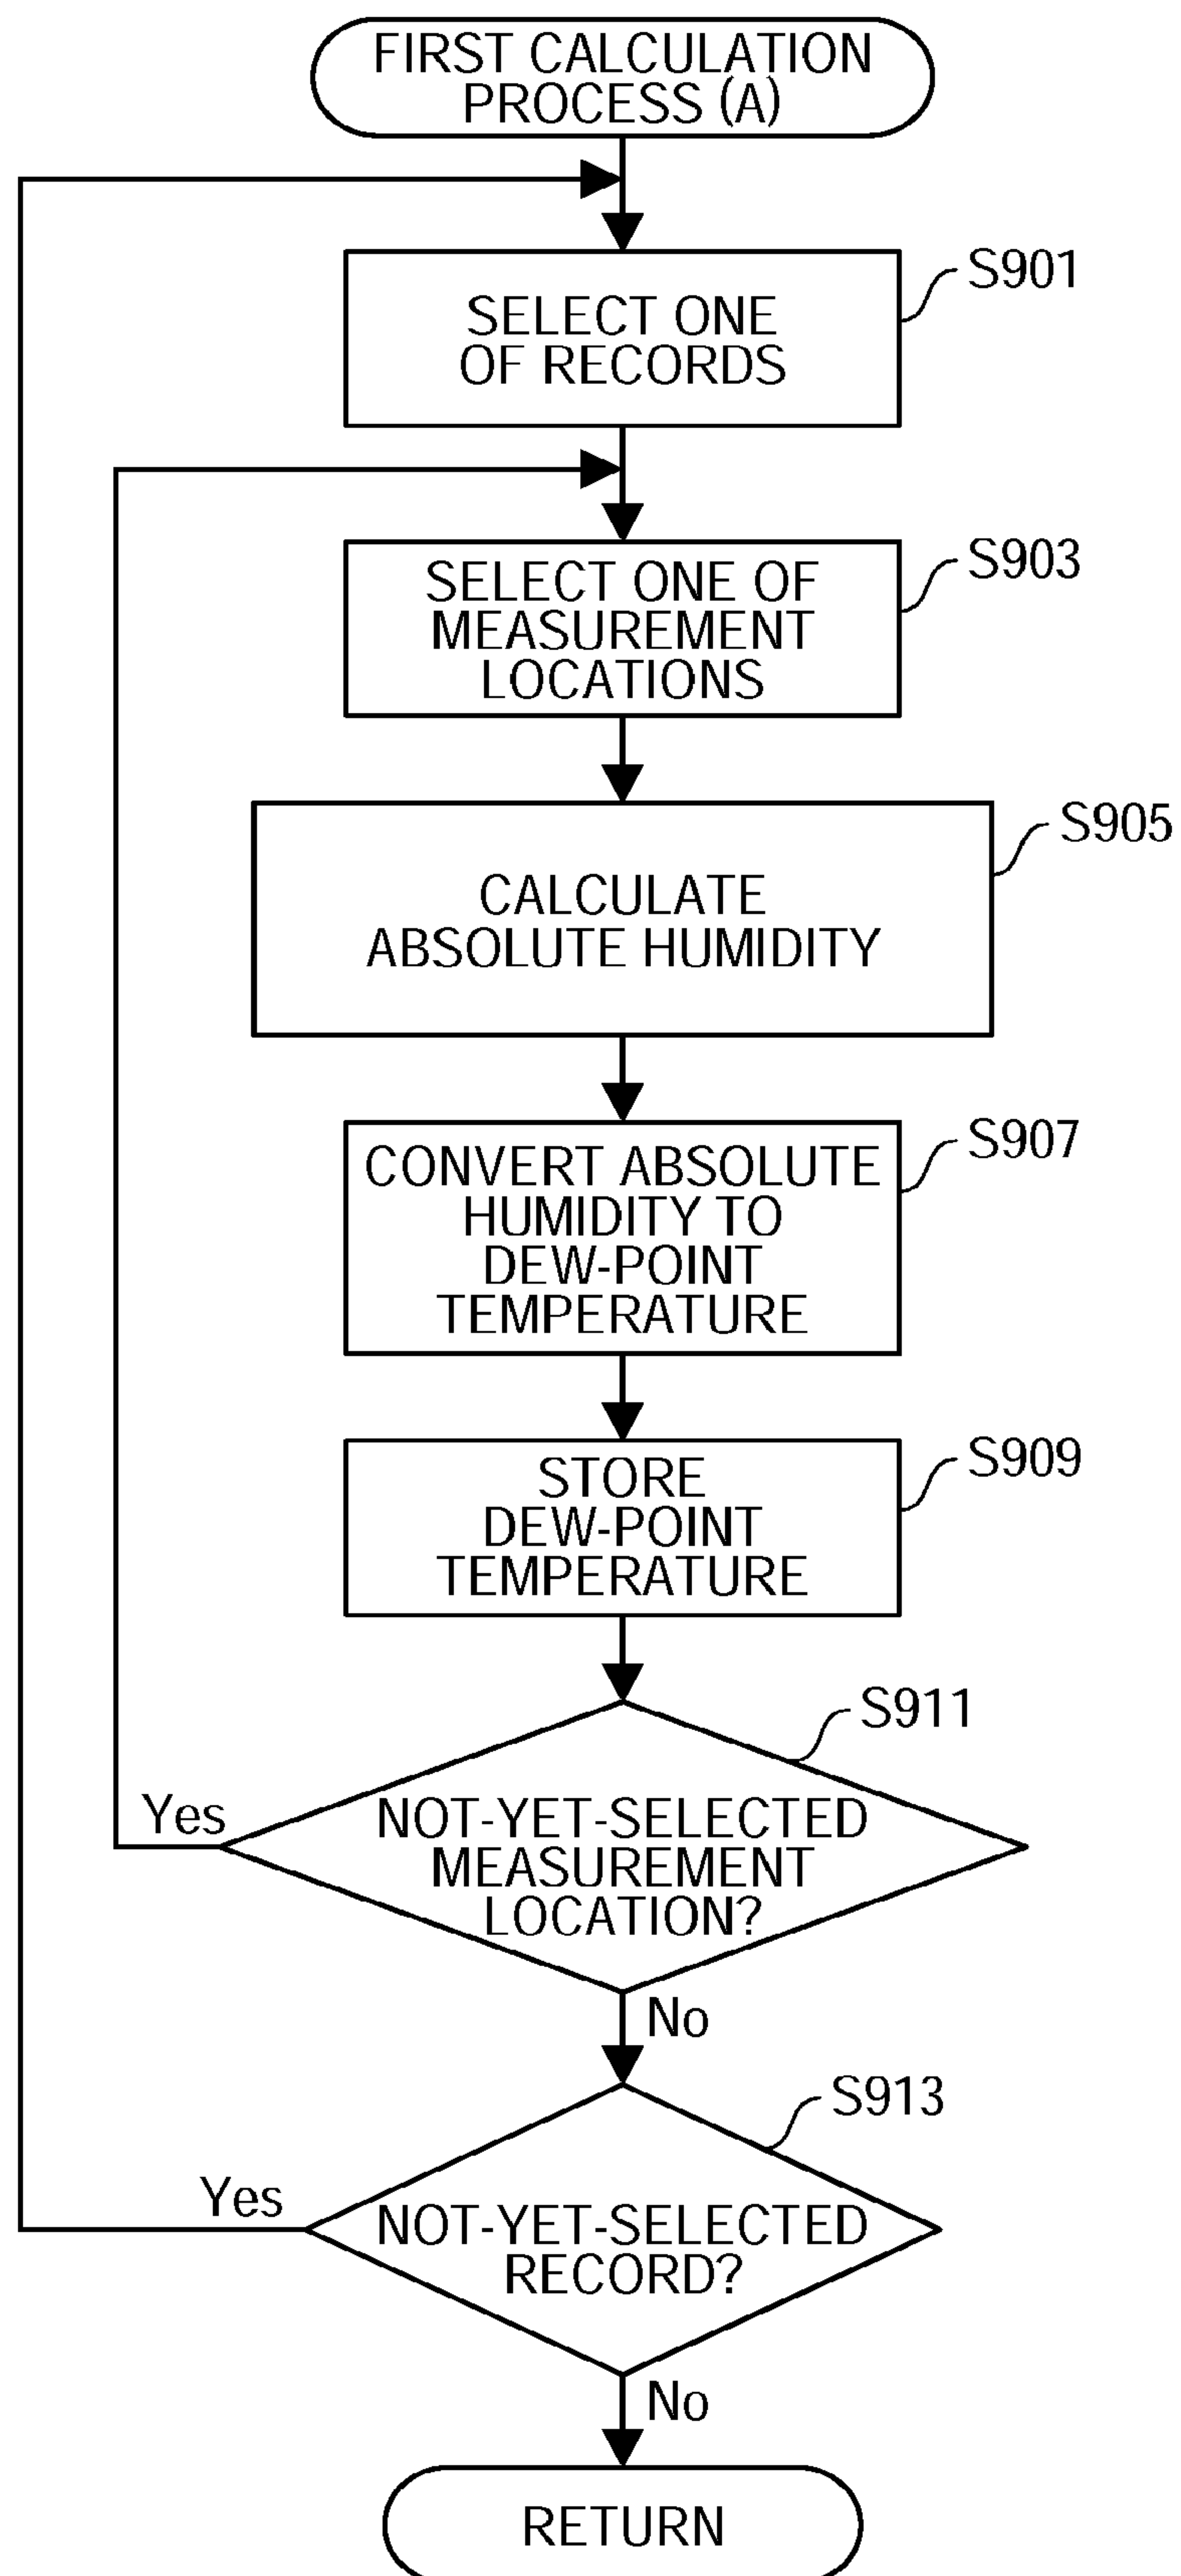 FIRST CALCULATION
PROCESS (A)
S901
SELECT ONE
OF RECORDS
S903
SELECT ONE OF
MEASUREMENT
LOCATIONS
S905
CALCULATE
ABSOLUTE HUMIDITY
S907
CONVERT ABSOLUTE
HUMIDITY TO
DEW-POINT
TEMPERATURE
S909
STORE
DEW-POINT
TEMPERATURE
S911
Yes
NOT-YET-SELECTED
MEASUREMENT
LOCATION?
No
S913
Yes
NOT-YET-SELECTED
RECORD?
No
RETURN